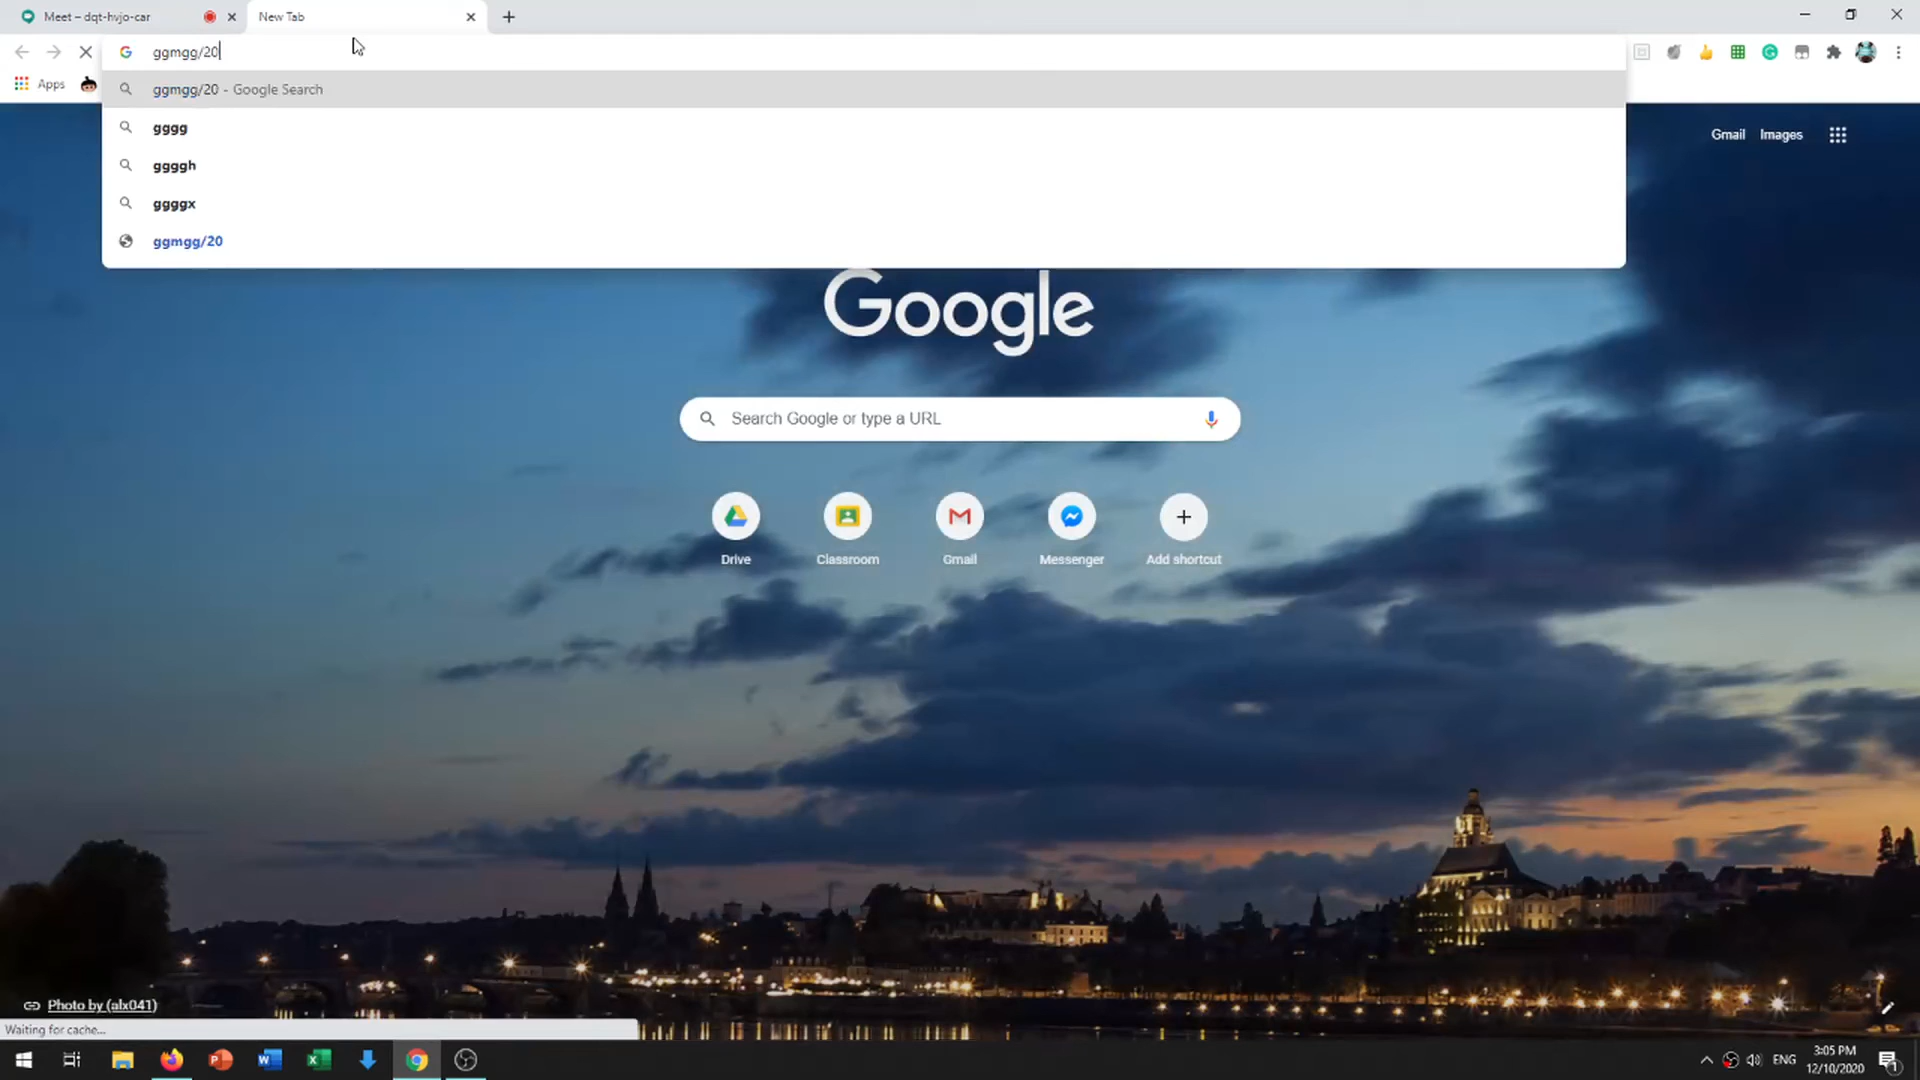 Meet – dqt-hvjo-car
New Tab
ggmgg/20
Apps
ggmgg/20 - Google Search
gggg
ggggh
ggggx
ggmgg/20
Gmail
Images
Google
Search Google or type a URL
Drive
Classroom
Gmail
Messenger
Add shortcut
Photo by (alx041)
Waiting for cache...
ENG
3:05 PM
12/10/2020